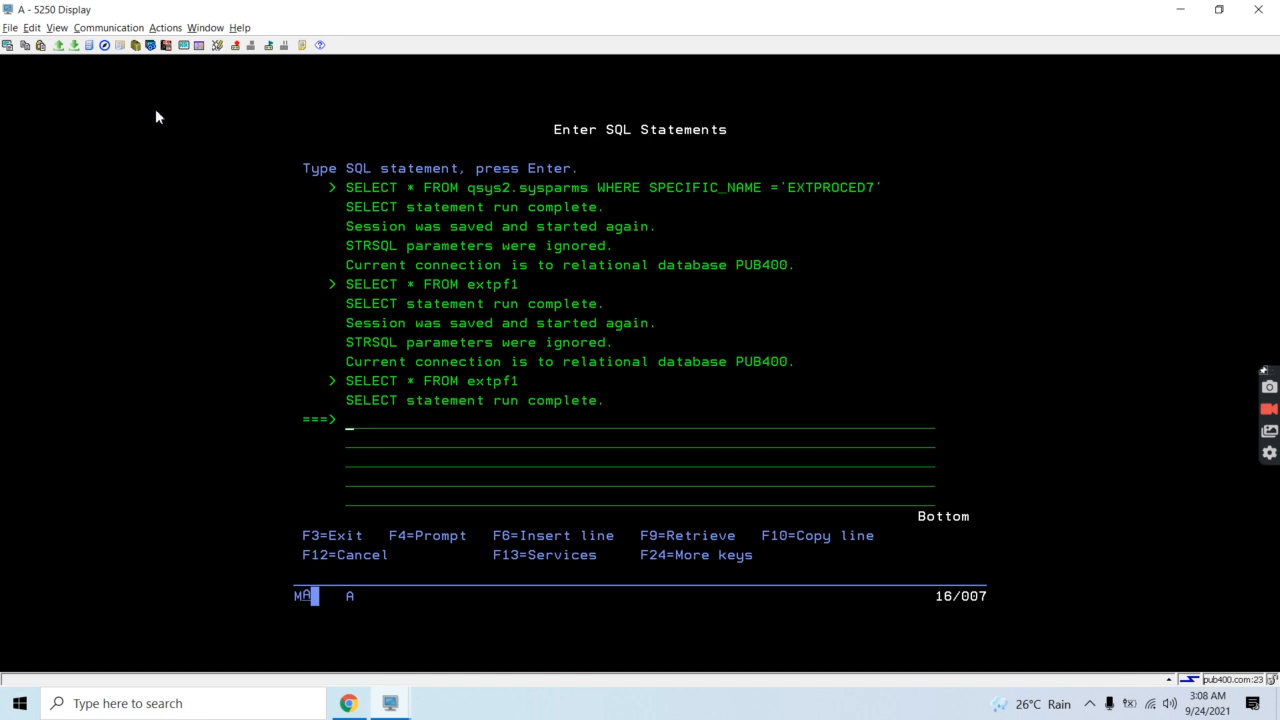 A - 5250 Display
File Edit View Communication Actions Window Help
Enter SQL Statements
Type SQL statement, press Enter.
> SELECT * FROM qsys2.sysparms WHERE SPECIFIC_NAME ='EXTPROCED7'
SELECT statement run complete.
Session was saved and started again.
STRSQL parameters were ignored.
Current connection is to relational database PUB400.
> SELECT * FROM extpf1
SELECT statement run complete.
Session was saved and started again.
STRSQL parameters were ignored.
Current connection is to relational database PUB400.
> SELECT * FROM extpf1
SELECT statement run complete.
===>
Bottom
F3=Exit F4=Prompt F6=Insert line F9=Retrieve F10=Copy line
F12=Cancel F13=Services F24=More keys
MA A 16/007
pub400.com:23
Type here to search
26°C Rain
3:08 AM
9/24/2021